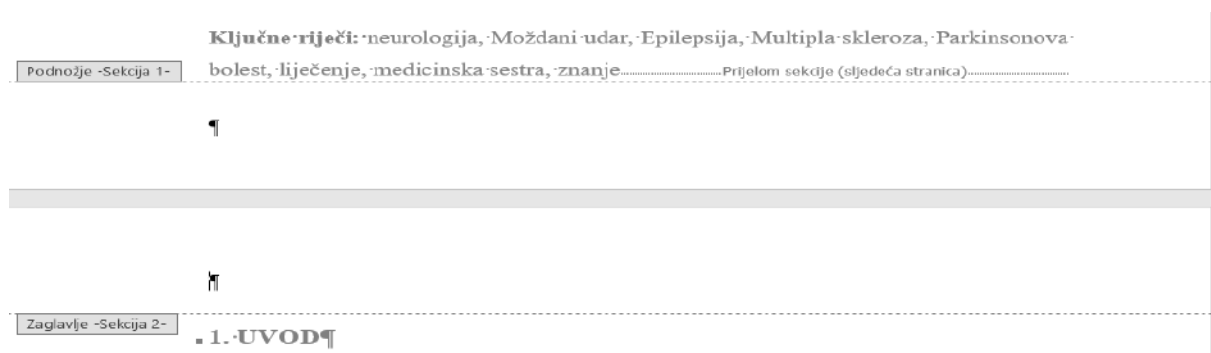 Ključne riječi: neurologija, Moždani udar, Epilepsija, Multipla skleroza, Parkinsonova
Podnožje -Sekcija 1- bolest, liječenje, medicinska sestra, znanje Prijelom sekcije (sljedeća stranica)
¶
¶
Zaglavlje -Sekcija 2-
1. UVOD¶